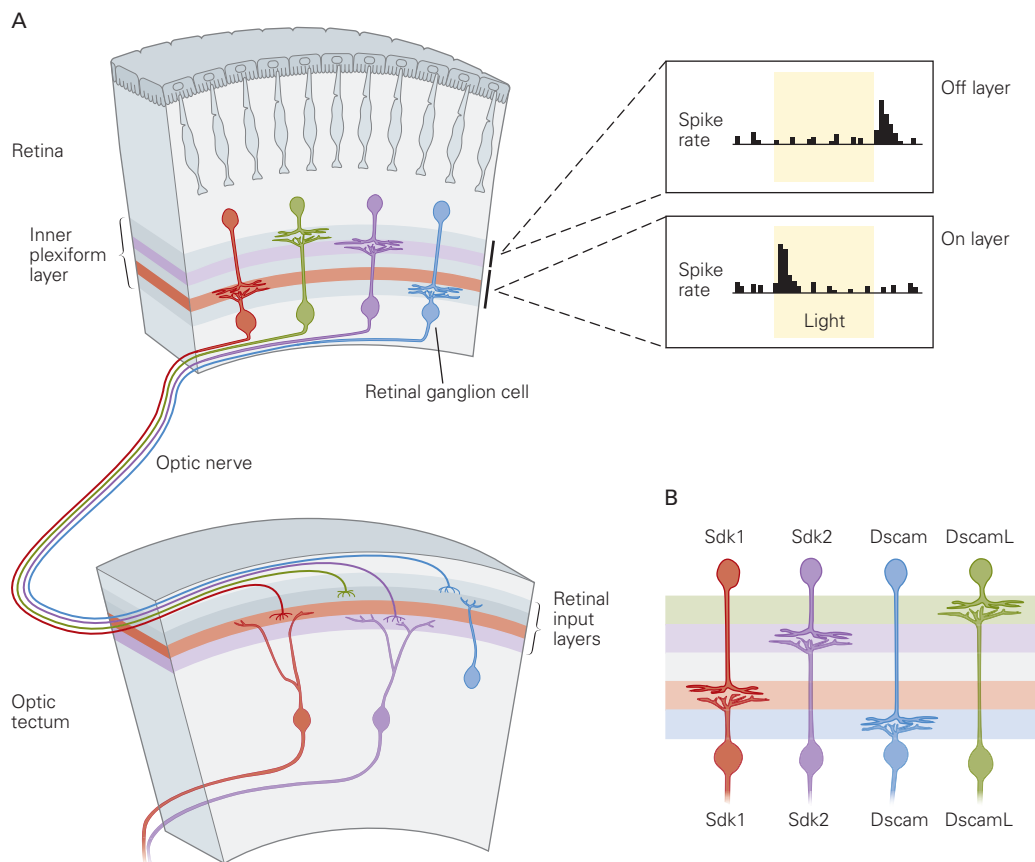 A
Retina
Inner
plexiform
layer
Retinal ganglion cell
Optic nerve
Off layer
Spike
rate
On layer
Spike
rate
Light
Retinal
input
layers
Optic
tectum
B
Sdk1 Sdk2 Dscam DscamL
Sdk1 Sdk2 Dscam DscamL